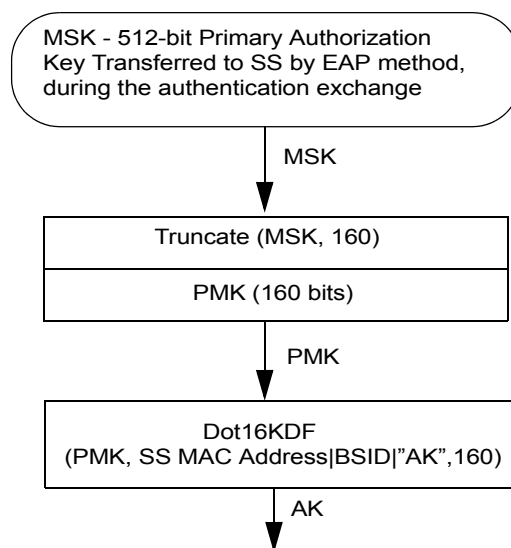 MSK - 512-bit Primary Authorization
Key Transferred to SS by EAP method,
during the authentication exchange
MSK
Truncate (MSK, 160)
PMK (160 bits)
PMK
Dot16KDF
(PMK, SS MAC Address|BSID|”AK”,160)
AK